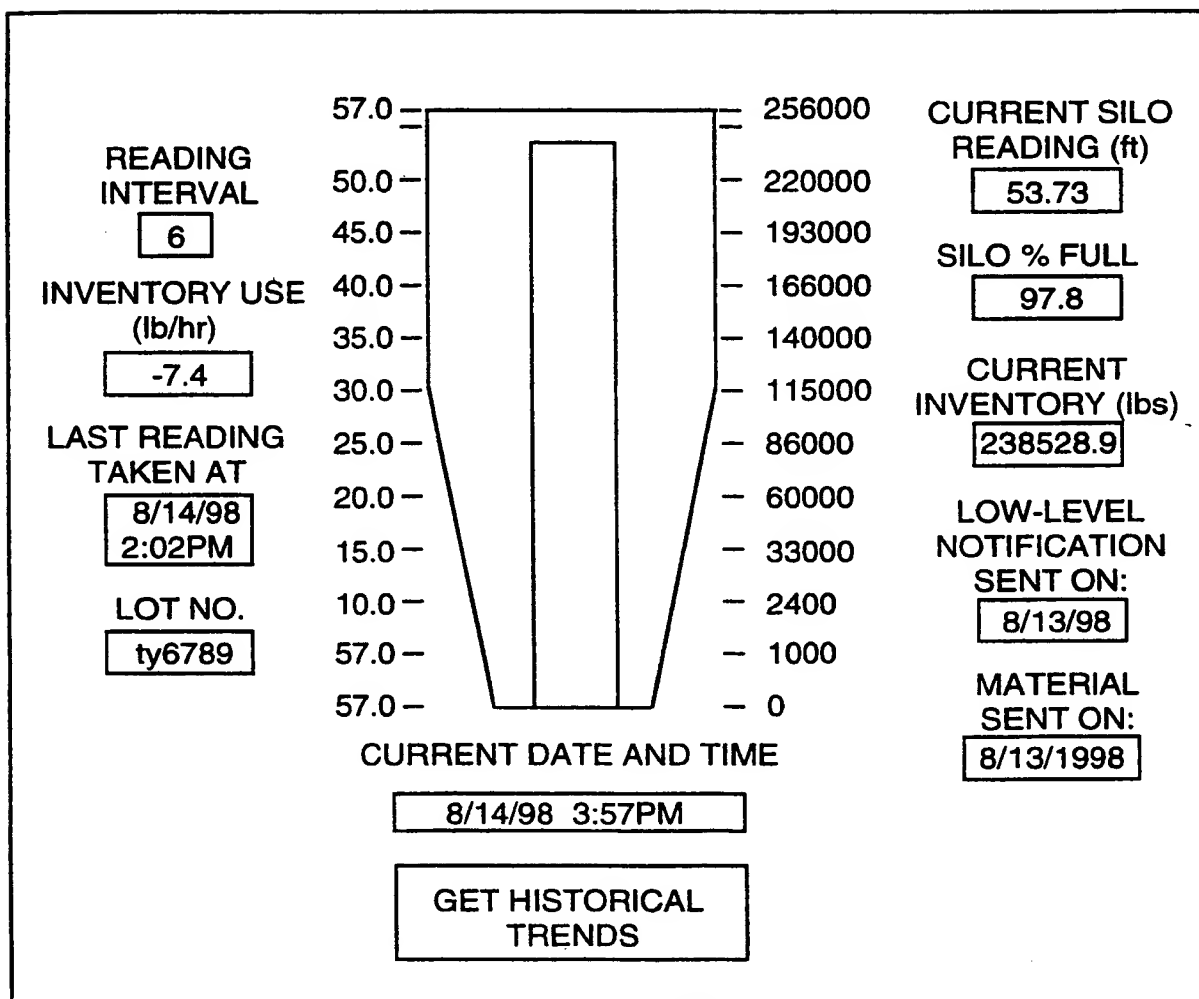 READING
INTERVAL
6
INVENTORY USE
(lb/hr)
-7.4
LAST READING
TAKEN AT
8/14/98
2:02PM
LOT NO.
ty6789
57.0
50.0
45.0
40.0
35.0
30.0
25.0
20.0
15.0
10.0
57.0
57.0
256000
220000
193000
166000
140000
115000
86000
60000
33000
2400
1000
0
CURRENT SILO
READING (ft)
53.73
SILO % FULL
97.8
CURRENT
INVENTORY (lbs)
238528.9
LOW-LEVEL
NOTIFICATION
SENT ON:
8/13/98
MATERIAL
SENT ON:
8/13/1998
CURRENT DATE AND TIME
8/14/98 3:57PM
GET HISTORICAL
TRENDS